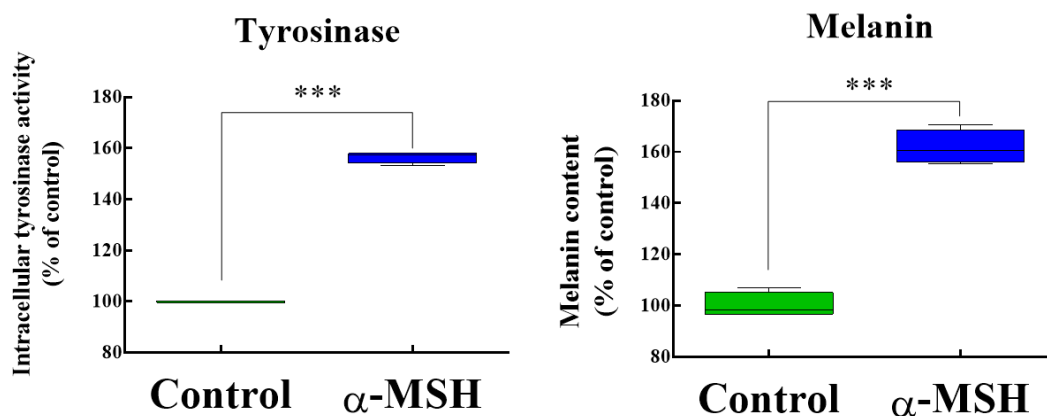 Tyrosinase
Intracellular tyrosinase activity
(% of control)
180
160
140
120
100
80
***
Control
α-MSH
Melanin
Melanin content
(% of control)
180
160
140
120
100
80
***
Control
α-MSH